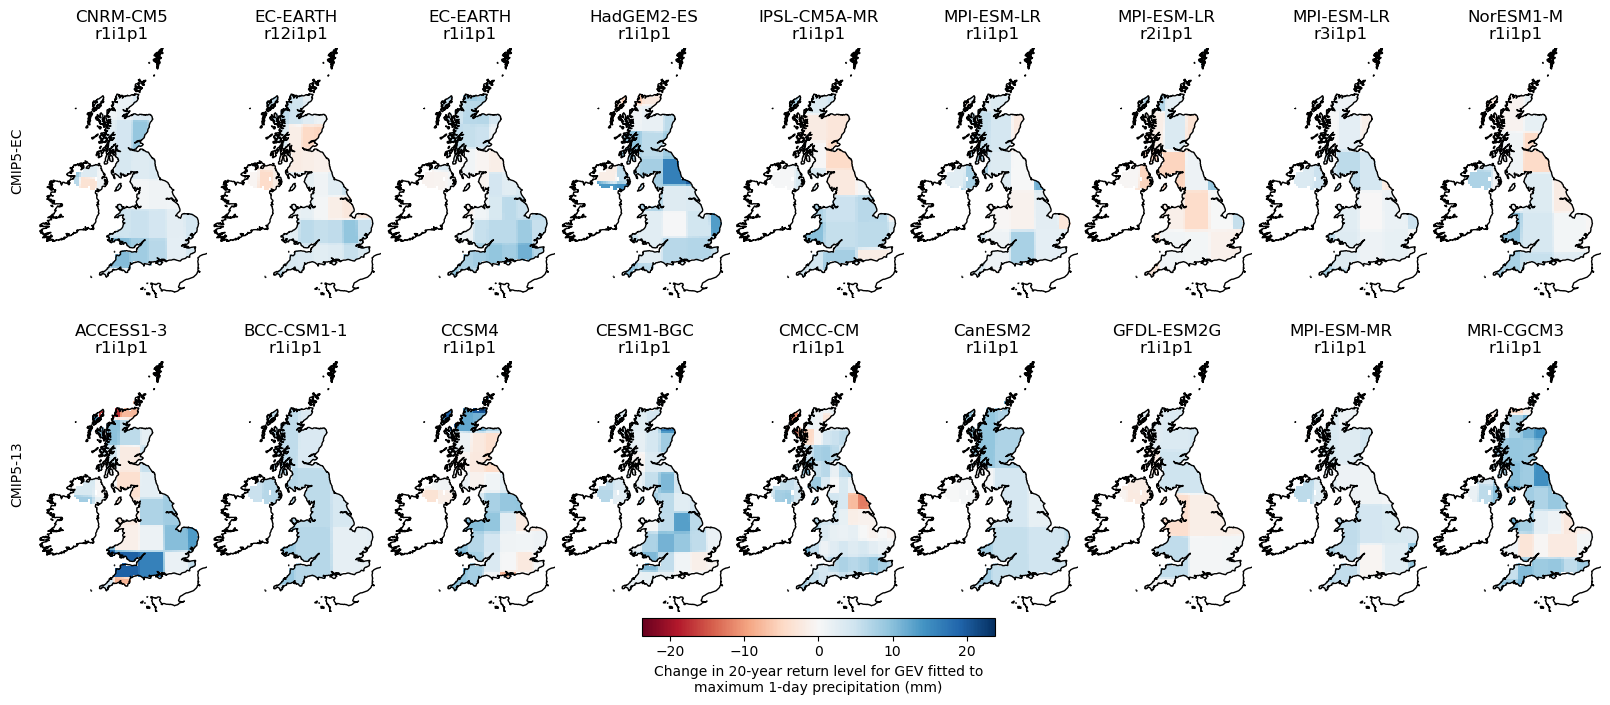 CNRM-CM5 EC-EARTH EC-EARTH HadGEM2-ES IPSL-CM5A-MR MPI-ESM-LR MPI-ESM-LR MPI-ESM-LR NorESM1-M
r1i1p1 r12i1p1 r1i1p1 r1i1p1 r1i1p1 r1i1p1 r2i1p1 r3i1p1 r1i1p1
CMIP5-EC
ACCESS1-3 BCC-CSM1-1 CCSM4 CESM1-BGC CMCC-CM CanESM2 GFDL-ESM2G MPI-ESM-MR MRI-CGCM3
r1i1p1 r1i1p1 r1i1p1 r1i1p1 r1i1p1 r1i1p1 r1i1p1 r1i1p1 r1i1p1
CMIP5-13
−20 −10 0 10 20
Change in 20-year return level for GEV fitted to
maximum 1-day precipitation (mm)